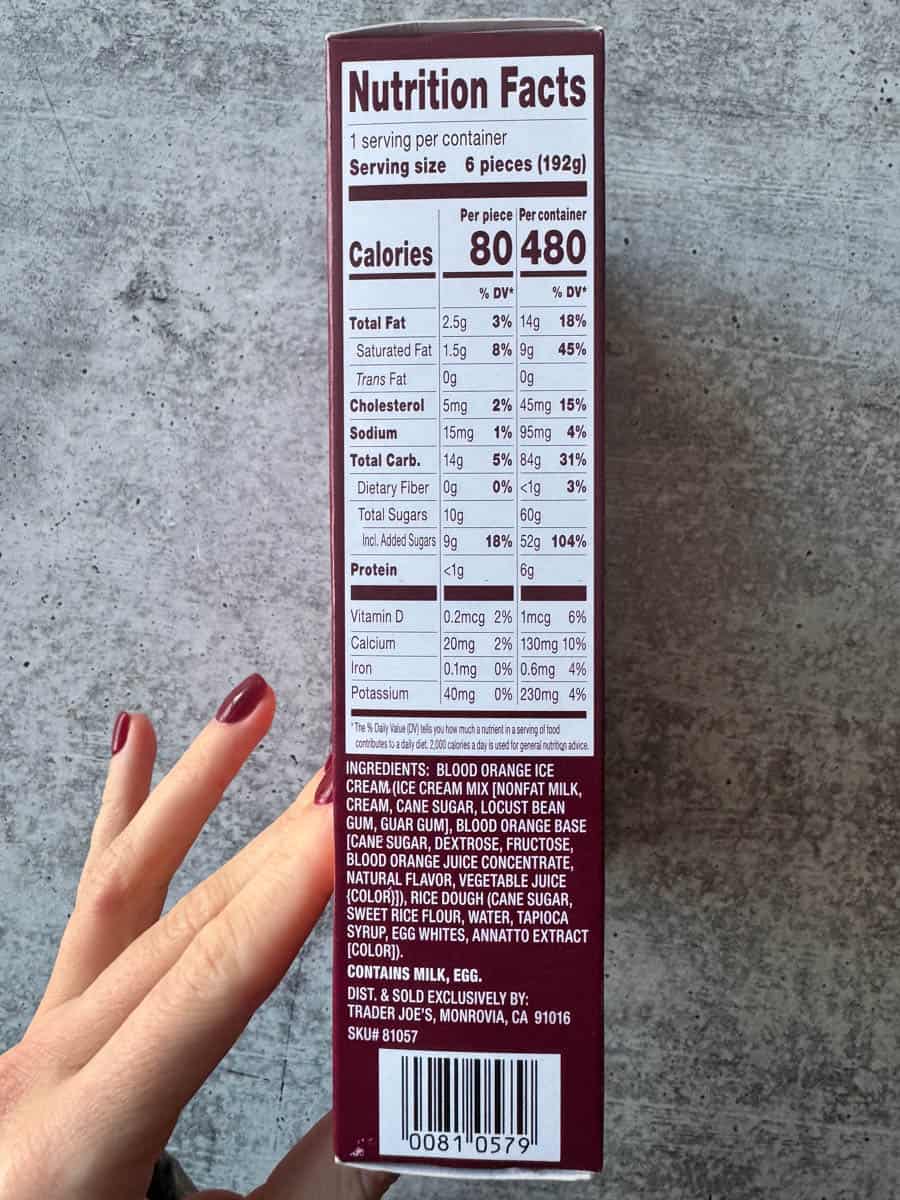 Nutrition Facts
1 serving per container
Serving size 6 pieces (192g)
Per piece Per container
Calories 80 480
% DV* % DV*
Total Fat 2.5g 3% 14g 18%
Saturated Fat 1.5g 8% 9g 45%
Trans Fat 0g 0g
Cholesterol 5mg 2% 45mg 15%
Sodium 15mg 1% 95mg 4%
Total Carb. 14g 5% 84g 31%
Dietary Fiber 0g 0% <1g 3%
Total Sugars 10g 60g
Incl. Added Sugars 9g 18% 52g 104%
Protein <1g 6g
Vitamin D 0.2mcg 2% 1mcg 6%
Calcium 20mg 2% 130mg 10%
Iron 0.1mg 0% 0.6mg 4%
Potassium 40mg 0% 230mg 4%
* The % Daily Value (DV) tells you how much a nutrient in a serving of food
contributes to a daily diet. 2,000 calories a day is used for general nutrition advice.
INGREDIENTS: BLOOD ORANGE ICE
CREAM (ICE CREAM MIX [NONFAT MILK,
CREAM, CANE SUGAR, LOCUST BEAN
GUM, GUAR GUM], BLOOD ORANGE BASE
[CANE SUGAR, DEXTROSE, FRUCTOSE,
BLOOD ORANGE JUICE CONCENTRATE,
NATURAL FLAVOR, VEGETABLE JUICE
{COLOR}]), RICE DOUGH (CANE SUGAR,
SWEET RICE FLOUR, WATER, TAPIOCA
SYRUP, EGG WHITES, ANNATTO EXTRACT
[COLOR]).
CONTAINS MILK, EGG.
DIST. & SOLD EXCLUSIVELY BY:
TRADER JOE'S, MONROVIA, CA 91016
SKU# 81057
0081 0579